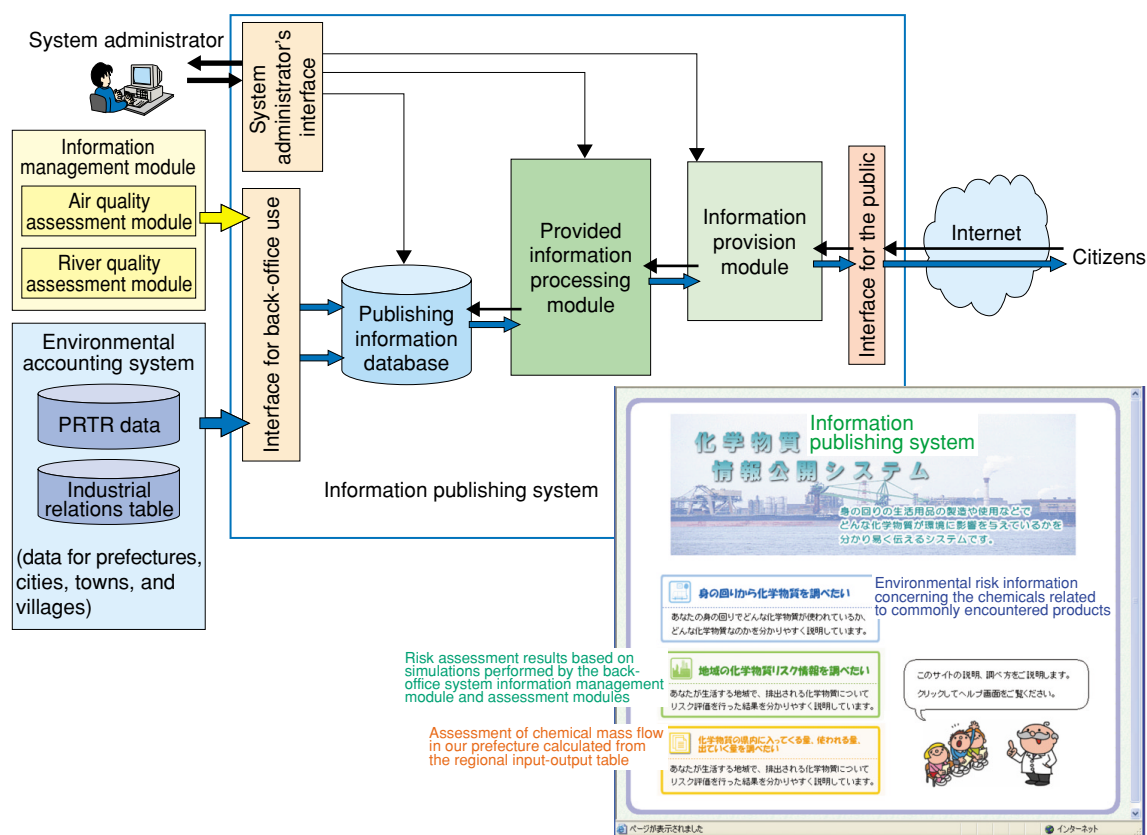 System administrator
System
administrator's
interface
Information
management module
Air quality
assessment module
River quality
assessment module
Interface for back-office use
Environmental
accounting system
PRTR data
Industrial
relations table
(data for prefectures,
cities, towns, and
villages)
Publishing
information
database
Provided
information
processing
module
Information
provision
module
Interface for the public
Internet
Citizens
Information publishing system
Information
publishing system
化学物質
情報公開システム
身の回りの生活用品の製造や使用などで
どんな化学物質が環境に影響を与えているかを
分かり易く伝えるシステムです。
身の回りから化学物質を調べたい
あなたの身の回りでどんな化学物質が使われているか、
どんな化学物質なのかを分かりやすく説明しています。
Environmental risk information
concerning the chemicals related
to commonly encountered products
Risk assessment results based on
simulations performed by the back-
office system information management
module and assessment modules
地域の化学物質リスク情報を調べたい
あなたが生活する地域で、排出される化学物質について
リスク評価を行った結果を分かりやすく説明しています。
Assessment of chemical mass flow
in our prefecture calculated from
the regional input-output table
化学物質の県内に入ってくる量、使われる量、
出ていく量を調べたい
あなたが生活する地域で、排出される化学物質について
リスク評価を行った結果を分かりやすく説明しています。
このサイトの説明、調べ方をご説明します。
クリックしてヘルプ画面をご覧ください。
ページが表示されました
インターネット